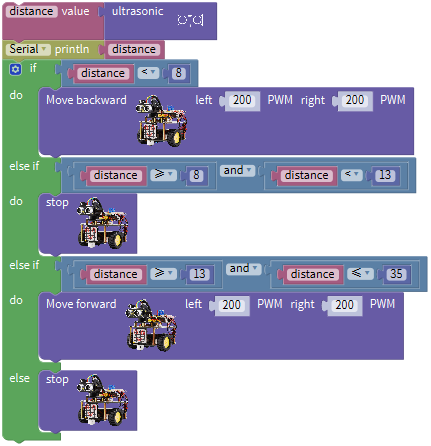 distance value ultrasonic
Serial println distance
if distance < 8
do Move backward left 200 PWM right 200 PWM
else if distance ≥ 8 and distance < 13
do stop
else if distance ≥ 13 and distance ≤ 35
do Move forward left 200 PWM right 200 PWM
else stop